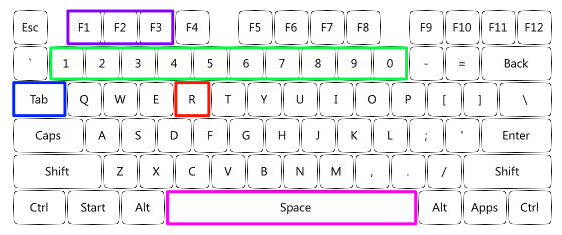 Esc F1 F2 F3 F4 F5 F6 F7 F8 F9 F10 F11 F12
` 1 2 3 4 5 6 7 8 9 0 - = Back
Tab Q W E R T Y U I O P [ ] \
Caps A S D F G H J K L ; ' Enter
Shift Z X C V B N M , . / Shift
Ctrl Start Alt Space Alt Apps Ctrl